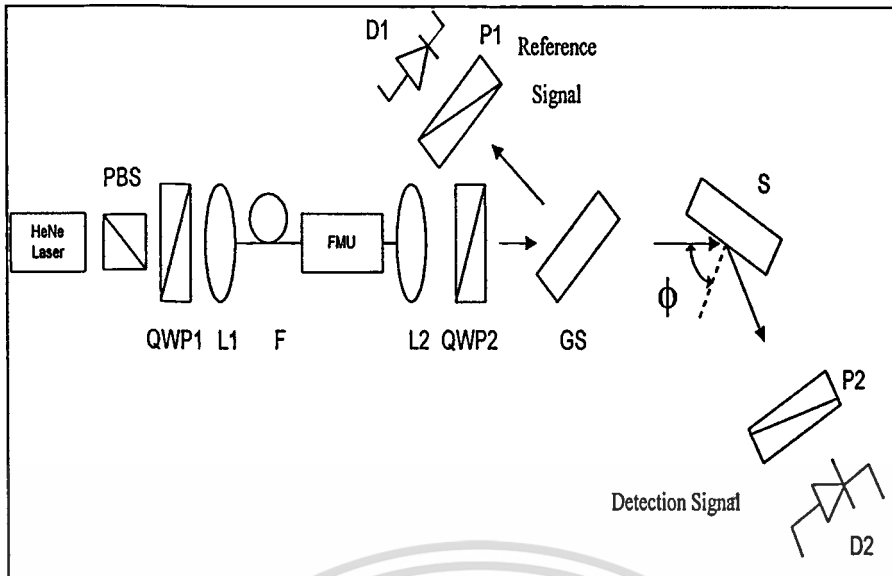 D1
P1
Reference
Signal
PBS
S
HeNe
Laser
FMU
ϕ
QWP1
L1
F
L2
QWP2
GS
P2
Detection Signal
D2